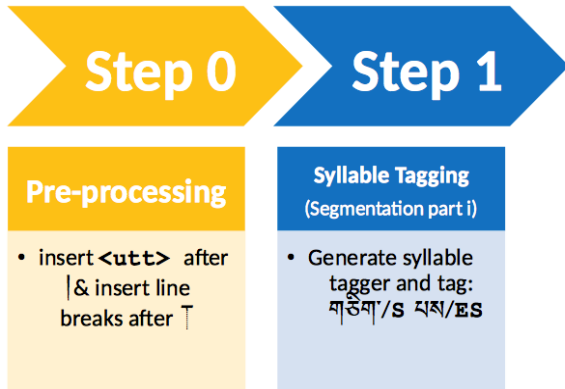 Step 0
Step 1
Pre-processing
• insert <utt> after
།& insert line
breaks after ༑
Syllable Tagging
(Segmentation part i)
• Generate syllable
tagger and tag:
གཅིག་/S པས/ES